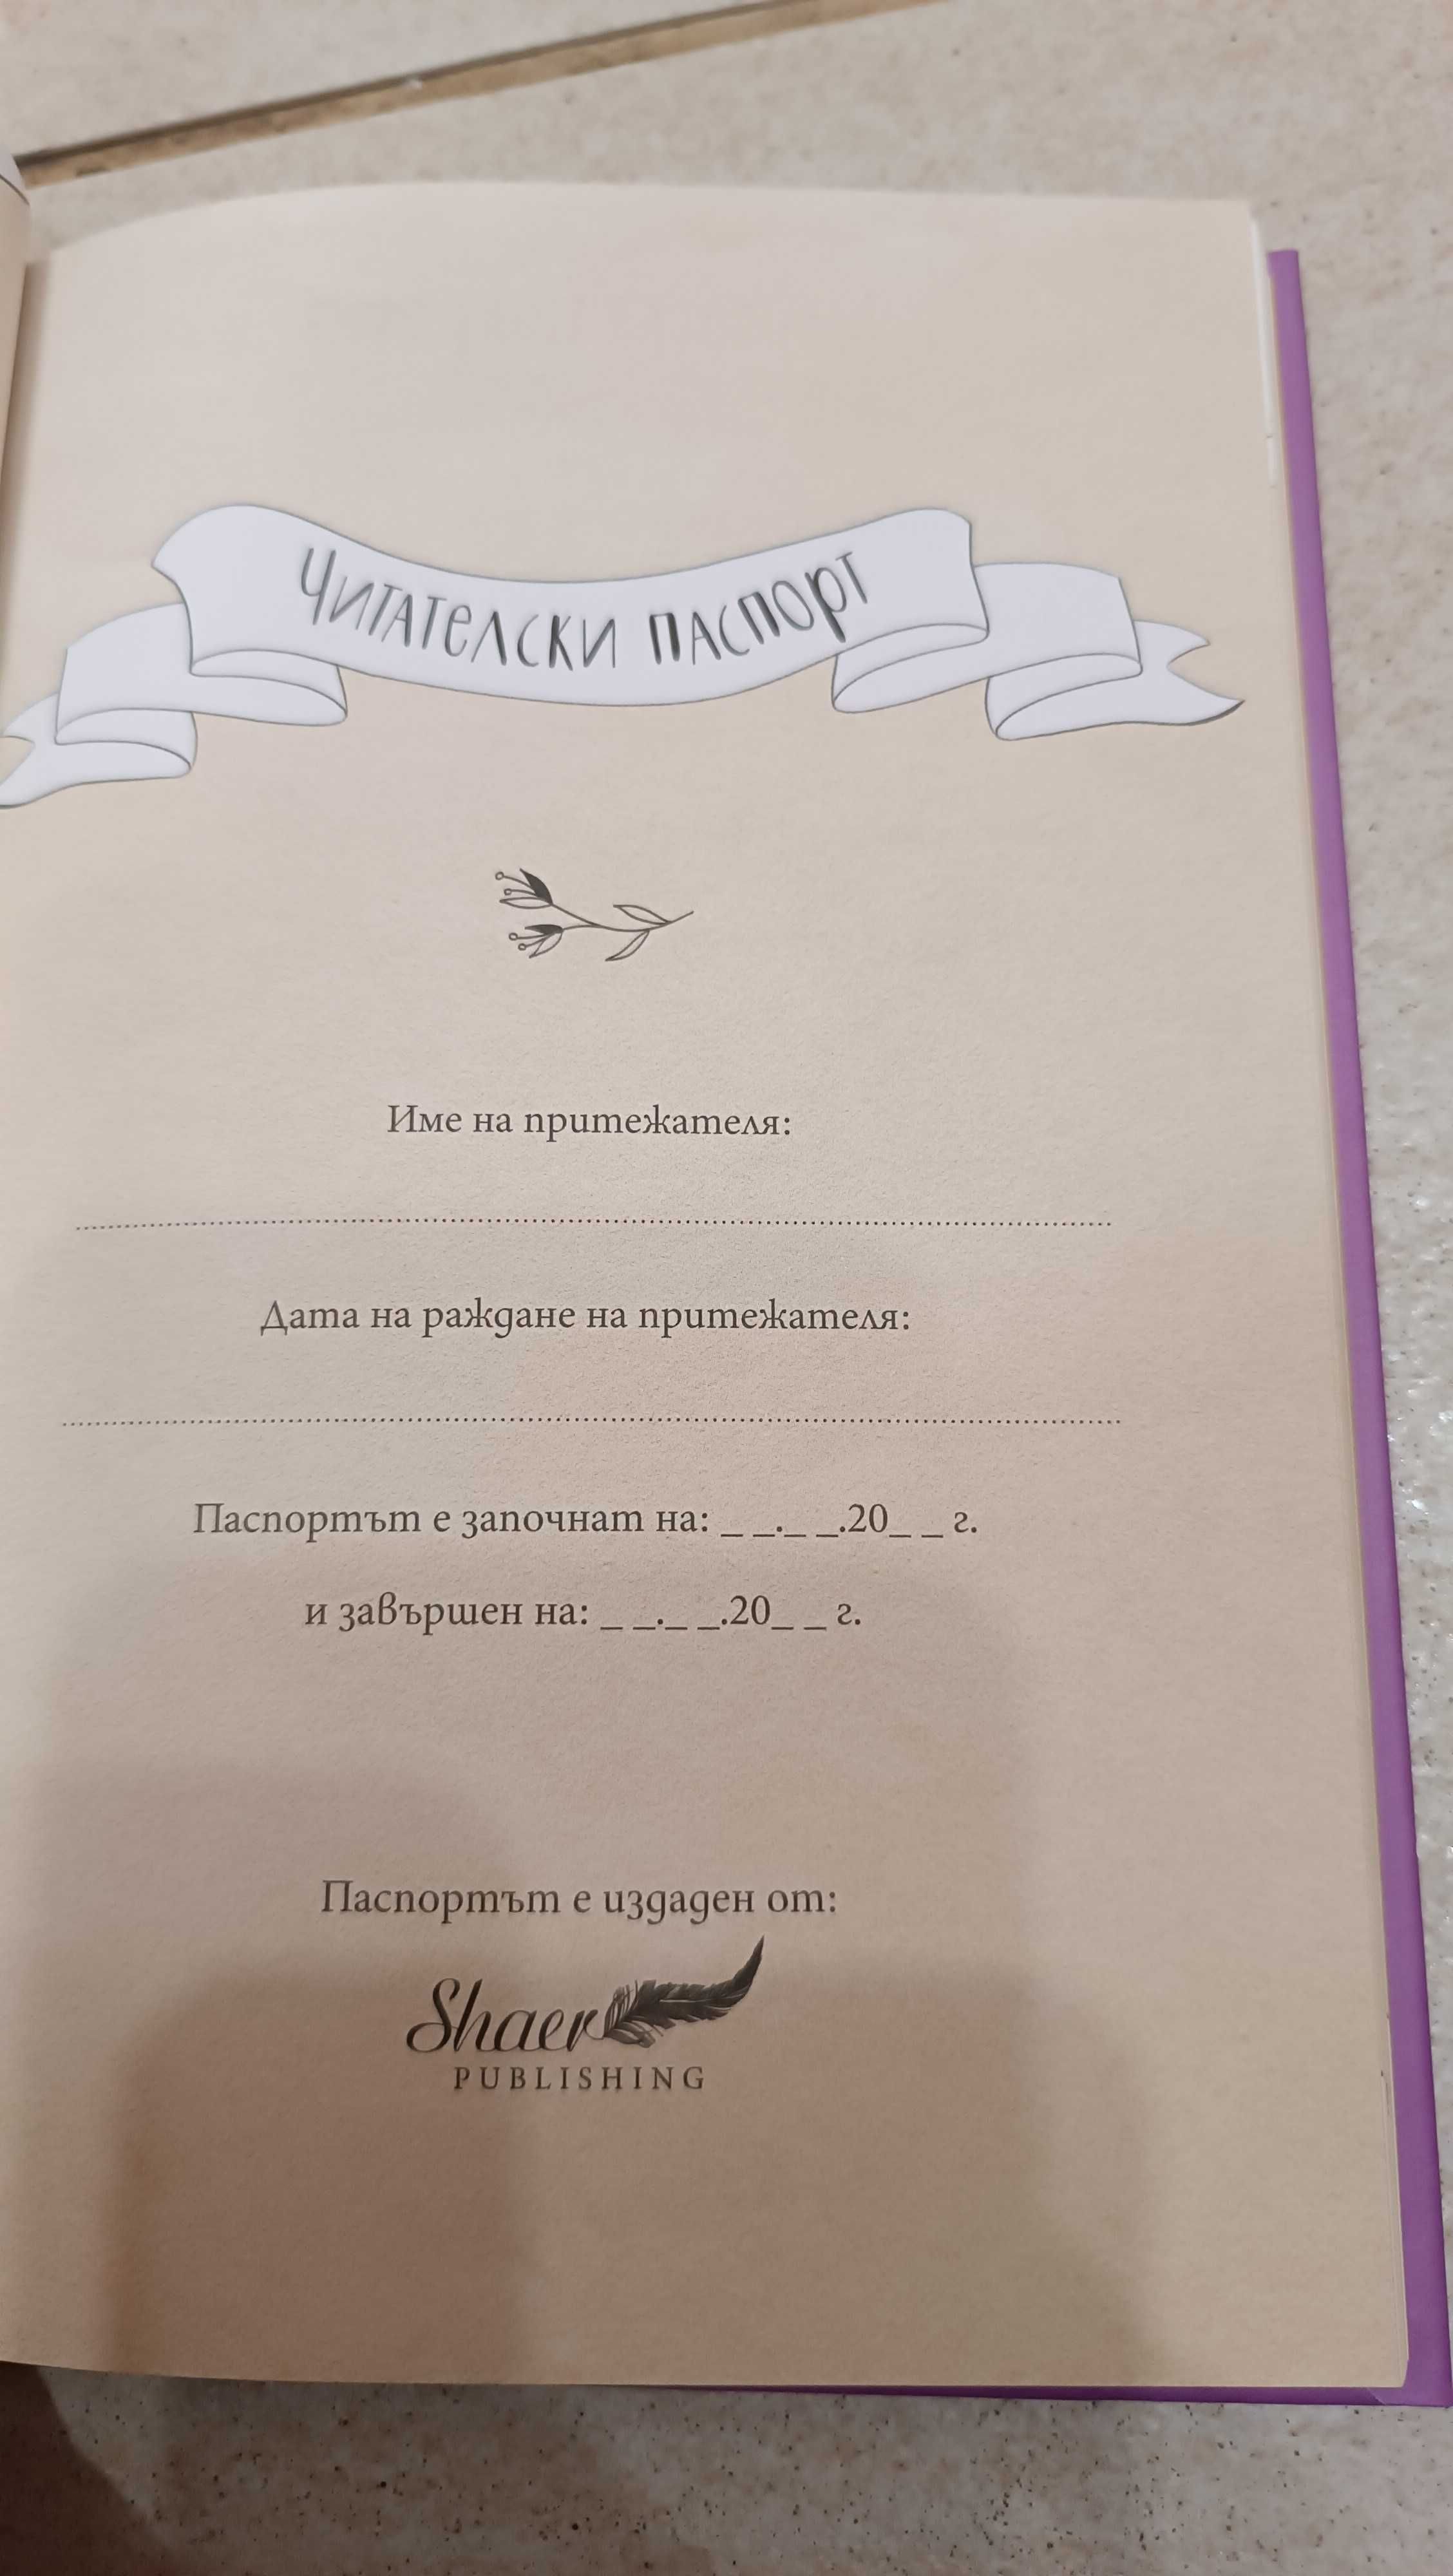 Читателски паспорт
Име на притежателя:
Дата на раждане на притежателя:
Паспортът е започнат на: _ _._ _.20_ _ г.
и завършен на: _ _._ _.20_ _ г.
Паспортът е издаден от:
Shaer
PUBLISHING